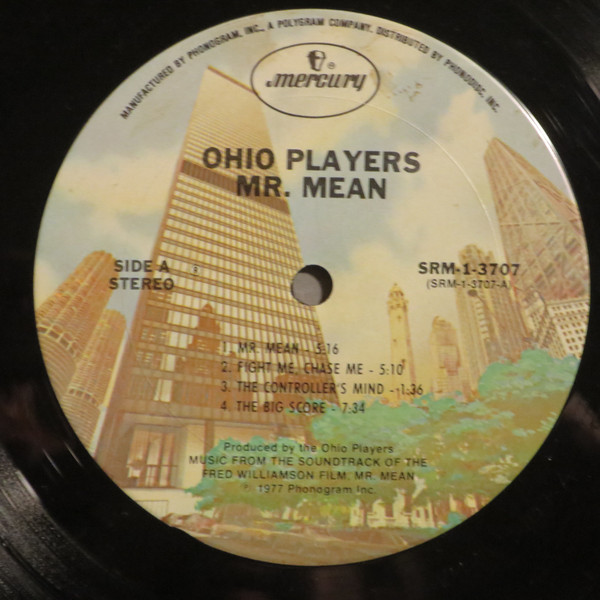 MANUFACTURED BY PHONOGRAM, INC., A POLYGRAM COMPANY, DISTRIBUTED BY PHONODISC, INC.
mercury
®
OHIO PLAYERS
MR. MEAN
SIDE A
STEREO
SRM-1-3707
(SRM-1-3707-A)
1. MR. MEAN - 5:16
2. FIGHT ME, CHASE ME - 5:10
3. THE CONTROLLER'S MIND - 1:36
4. THE BIG SCORE - 7:34
Produced by the Ohio Players
MUSIC FROM THE SOUNDTRACK OF THE
FRED WILLIAMSON FILM, MR. MEAN
℗ 1977 Phonogram Inc.